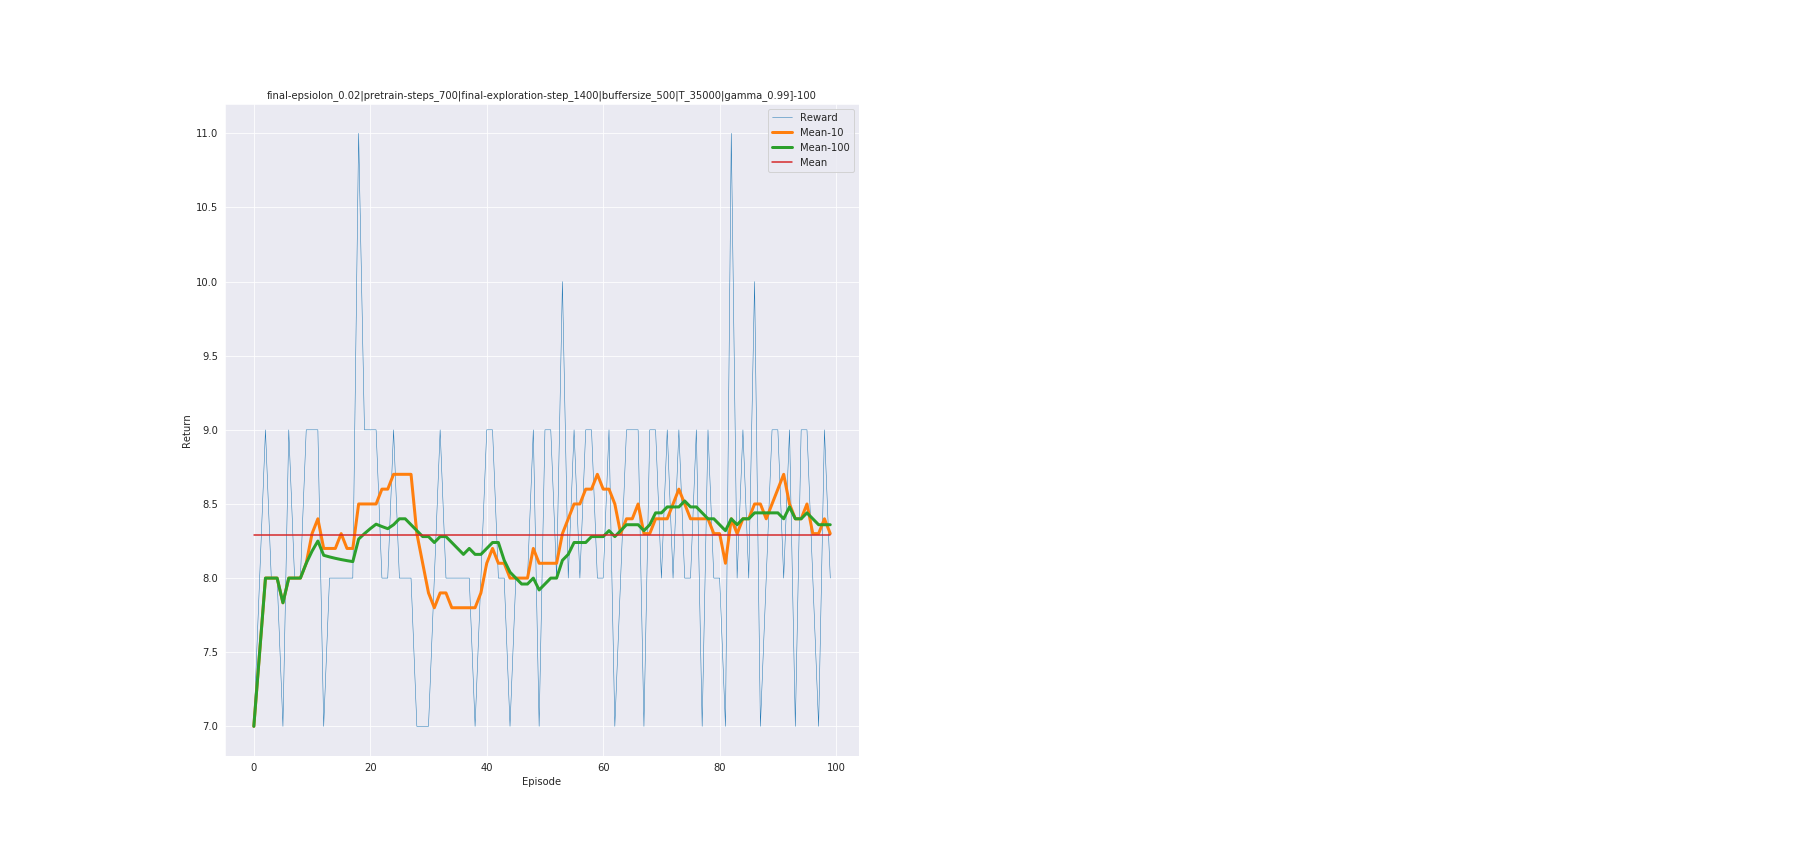 final-epsiolon_0.02|pretrain-steps_700|final-exploration-step_1400|buffersize_500|T_35000|gamma_0.99]-100
Reward
Mean-10
Mean-100
Mean
11.0
10.5
10.0
9.5
9.0
8.5
8.0
7.5
7.0
Return
0 20 40 60 80 100
Episode